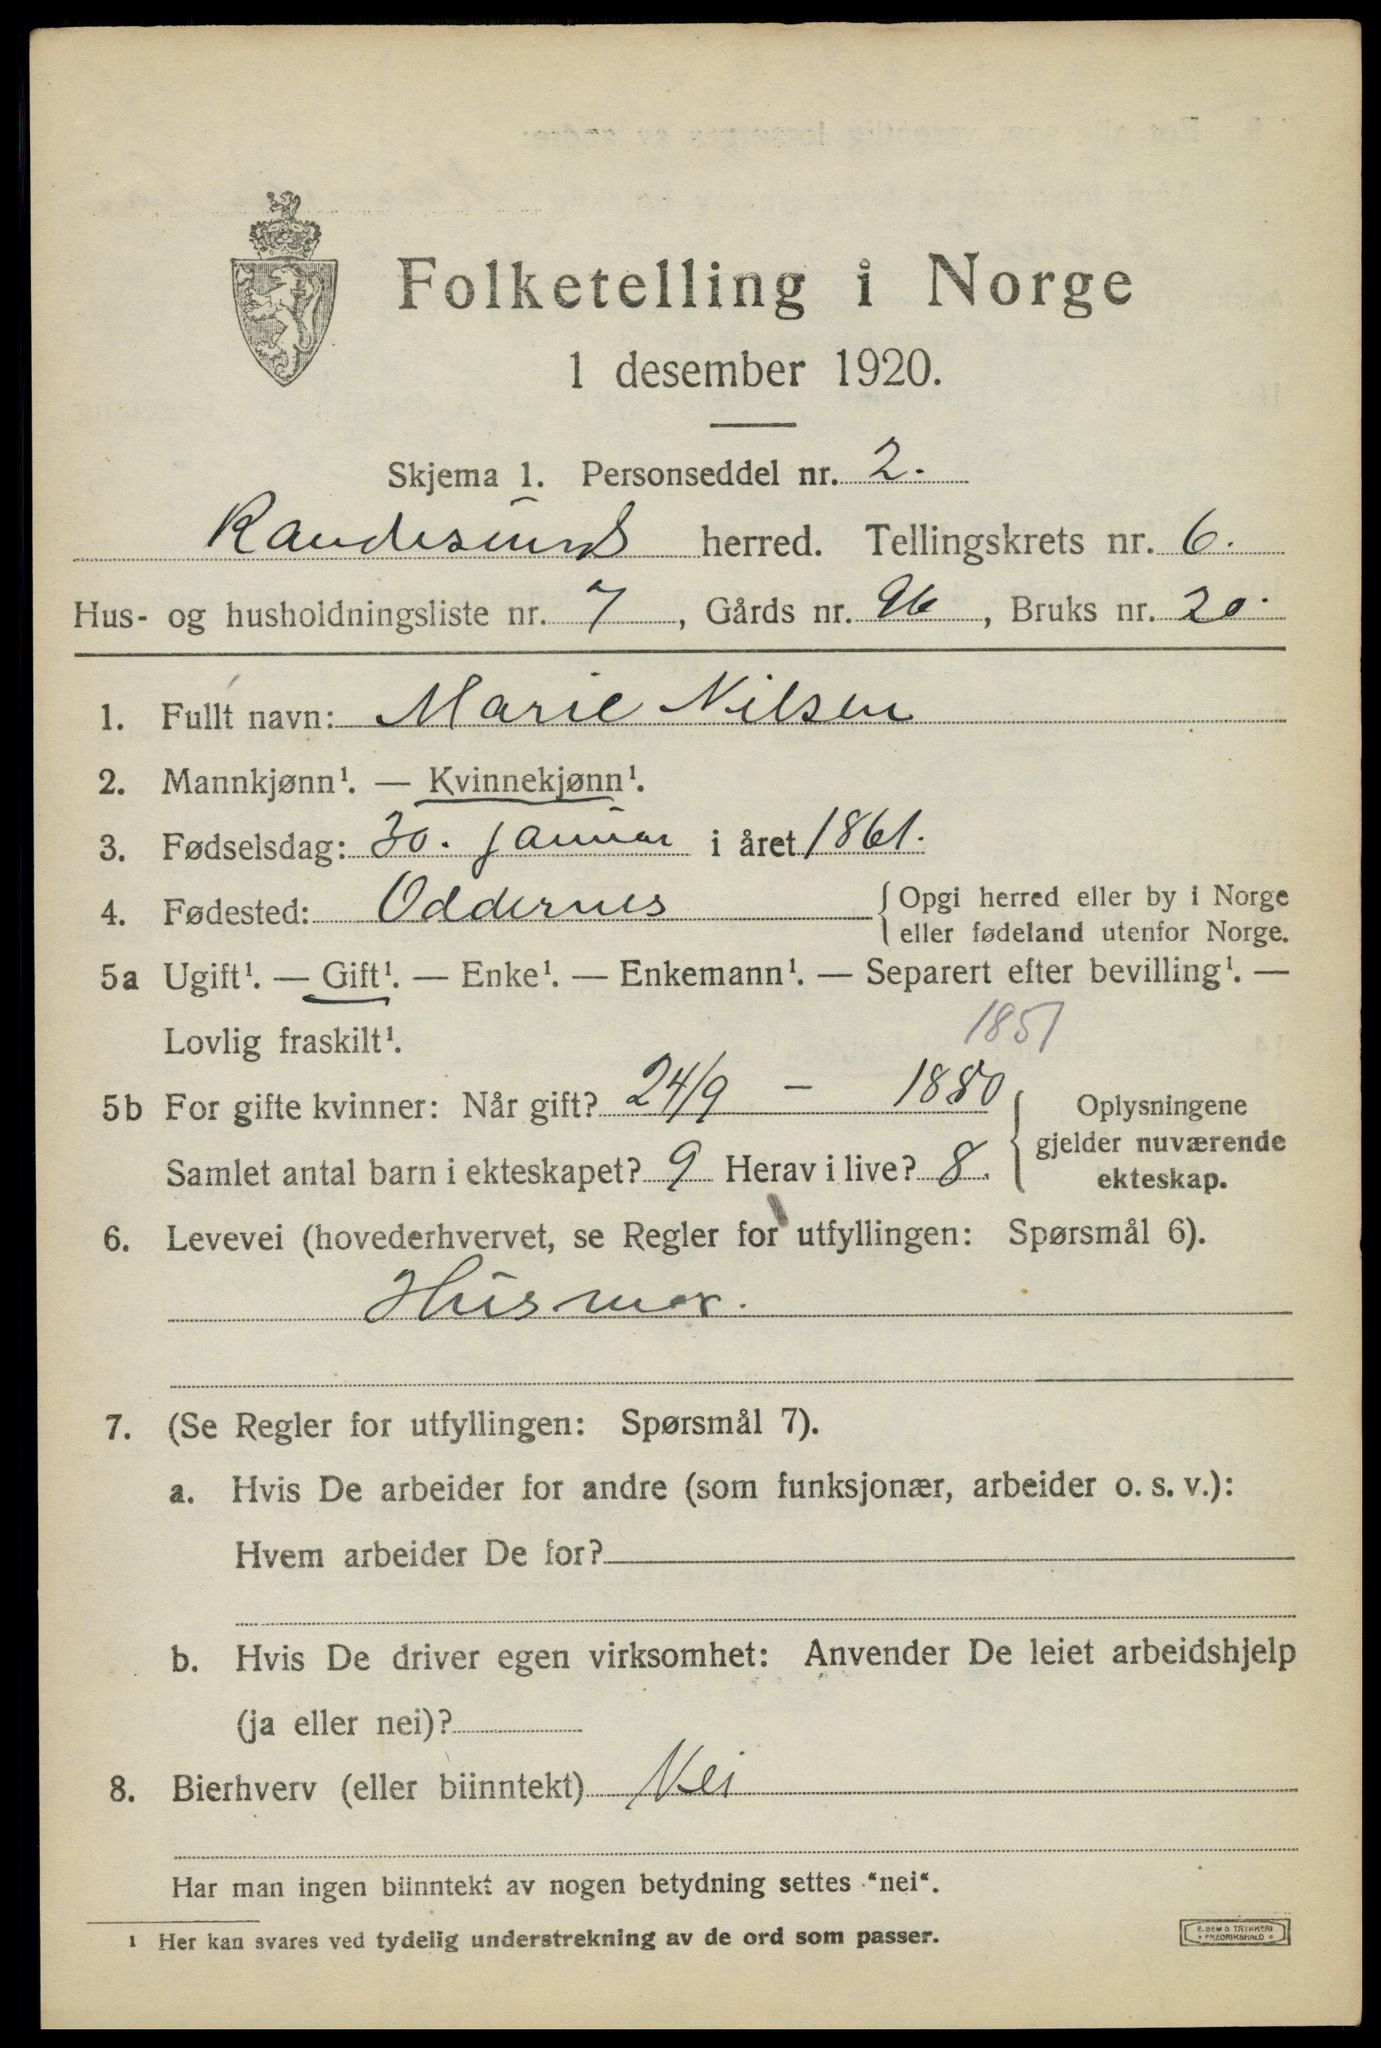 Folketelling i Norge
1 desember 1920.
Skjema 1. Personseddel nr. 2.
Randesund herred. Tellingskrets nr. 6.
Hus- og husholdningsliste nr. 7, Gårds nr. 96, Bruks nr. 20.
1. Fullt navn: Marie Nilsen
2. Mannkjønn¹. — Kvinnekjønn¹.
3. Fødselsdag: 30. januar i året 1861.
4. Fødested: Oddernes { Opgi herred eller by i Norge
eller fødeland utenfor Norge.
5a Ugift¹. — Gift¹. — Enke¹. — Enkemann¹. — Separert efter bevilling¹. —
Lovlig fraskilt¹.
1851
5b For gifte kvinner: Når gift? 24/9 – 1880 { Oplysningene
gjelder nuværende
ekteskap.
Samlet antal barn i ekteskapet? 9 Herav i live? 8.
6. Levevei (hovederhvervet, se Regler for utfyllingen: Spørsmål 6).
Husmor.
7. (Se Regler for utfyllingen: Spørsmål 7).
a. Hvis De arbeider for andre (som funksjonær, arbeider o. s. v.):
Hvem arbeider De for?
b. Hvis De driver egen virksomhet: Anvender De leiet arbeidshjelp
(ja eller nei)?
8. Bierhverv (eller biinntekt) Nei
Har man ingen biinntekt av nogen betydning settes "nei".
¹ Her kan svares ved tydelig understrekning av de ord som passer.
E. SEMS TRYKKERI
* FREDRIKSHALD *